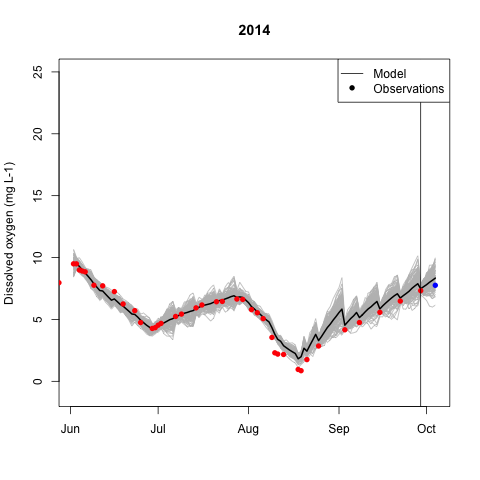 2014
Model
Observations
Dissolved oxygen (mg L-1)
25
20
15
10
5
0
Jun
Jul
Aug
Sep
Oct